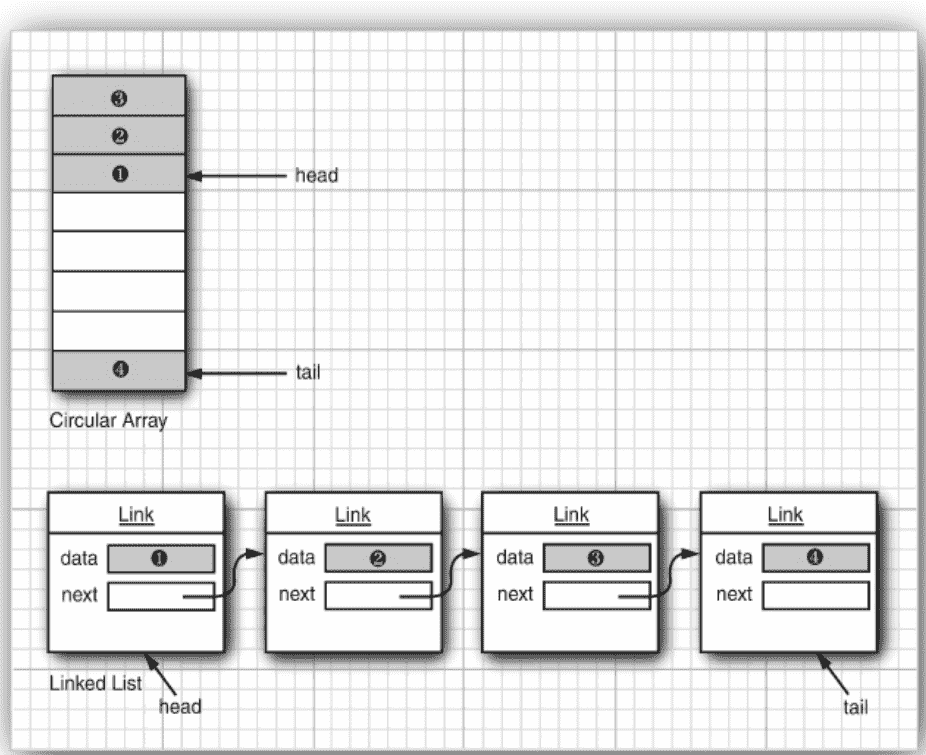 ❸
❷
❶
head
❹
tail
Circular Array
Link Link Link Link
data ❶ data ❷ data ❸ data ❹
next next next next
Linked List
head
tail